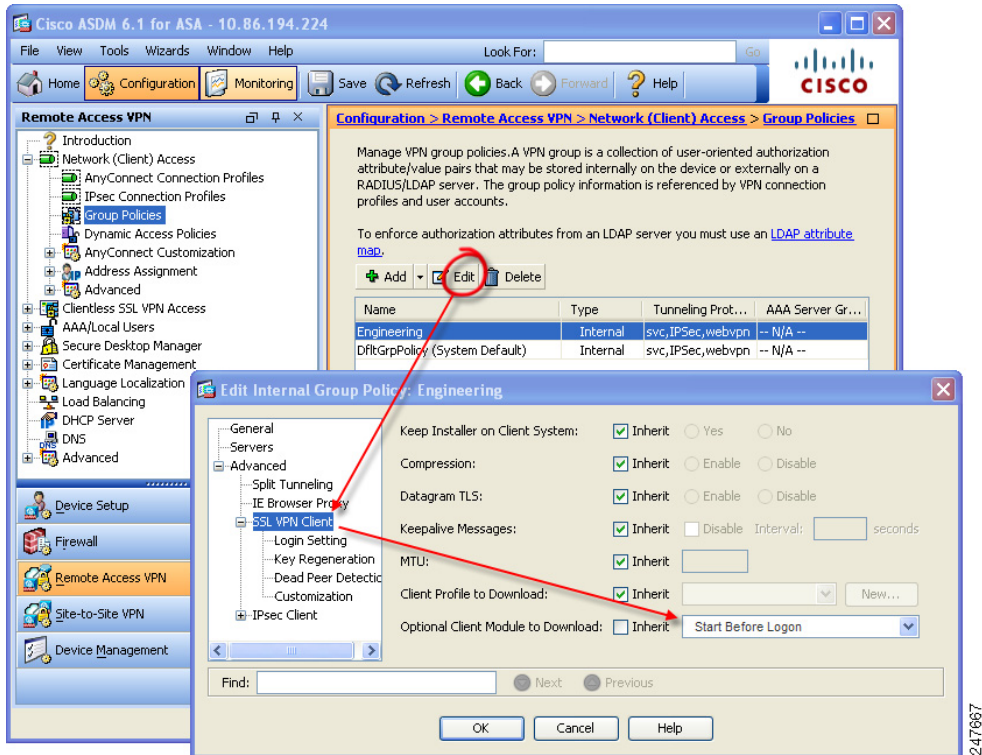 Cisco ASDM 6.1 for ASA - 10.86.194.224
File View Tools Wizards Window Help Look For: Go
Home Configuration Monitoring Save Refresh Back Forward Help
CISCO
Remote Access VPN
Introduction
Network (Client) Access
AnyConnect Connection Profiles
IPsec Connection Profiles
Group Policies
Dynamic Access Policies
AnyConnect Customization
Address Assignment
Advanced
Clientless SSL VPN Access
AAA/Local Users
Secure Desktop Manager
Certificate Management
Language Localization
Load Balancing
DHCP Server
DNS
Advanced
Device Setup
Firewall
Remote Access VPN
Site-to-Site VPN
Device Management
Configuration > Remote Access VPN > Network (Client) Access > Group Policies
Manage VPN group policies.A VPN group is a collection of user-oriented authorization
attribute/value pairs that may be stored internally on the device or externally on a
RADIUS/LDAP server. The group policy information is referenced by VPN connection
profiles and user accounts.
To enforce authorization attributes from an LDAP server you must use an LDAP attribute
map.
Add Edit Delete
Name Type Tunneling Prot... AAA Server Gr...
Engineering Internal svc,IPSec,webvpn -- N/A --
DfltGrpPolicy (System Default) Internal svc,IPSec,webvpn -- N/A --
Edit Internal Group Policy: Engineering
General
Servers
Advanced
Split Tunneling
IE Browser Proxy
SSL VPN Client
Login Setting
Key Regeneration
Dead Peer Detectic
Customization
IPsec Client
Keep Installer on Client System: Inherit Yes No
Compression: Inherit Enable Disable
Datagram TLS: Inherit Enable Disable
Keepalive Messages: Inherit Disable Interval: seconds
MTU: Inherit
Client Profile to Download: Inherit New...
Optional Client Module to Download: Inherit Start Before Logon
Find: Next Previous
OK Cancel Help
247667